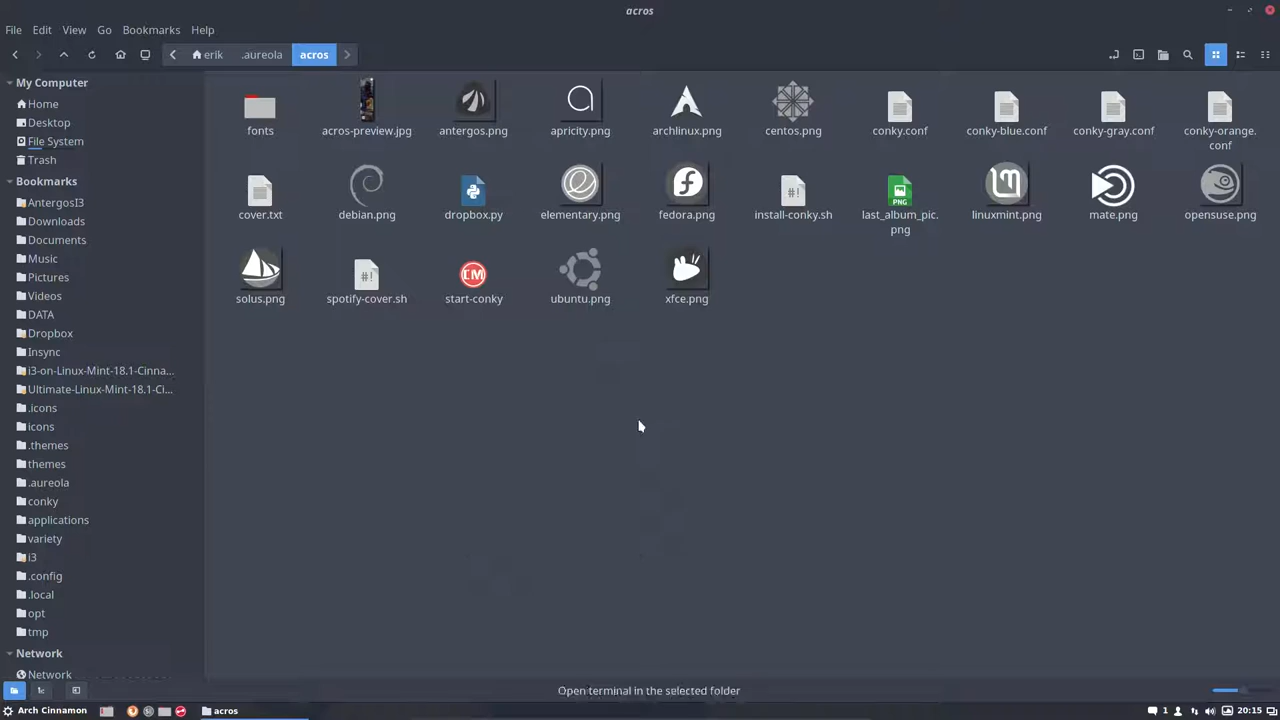 acros
File Edit View Go Bookmarks Help
erik .aureola acros
My Computer
Home
Desktop
File System
Trash
Bookmarks
AntergosI3
Downloads
Documents
Music
Pictures
Videos
DATA
Dropbox
Insync
i3-on-Linux-Mint-18.1-Cinna...
Ultimate-Linux-Mint-18.1-Ci...
.icons
icons
.themes
themes
.aureola
conky
applications
variety
i3
.config
.local
opt
tmp
Network
Network
fonts
acros-preview.jpg
antergos.png
apricity.png
archlinux.png
centos.png
conky.conf
conky-blue.conf
conky-gray.conf
conky-orange.
conf
cover.txt
debian.png
dropbox.py
elementary.png
fedora.png
#!
install-conky.sh
PNG
last_album_pic.
png
linuxmint.png
mate.png
opensuse.png
solus.png
#!
spotify-cover.sh
CM
start-conky
ubuntu.png
xfce.png
Open terminal in the selected folder
Arch Cinnamon
acros
1
20:15